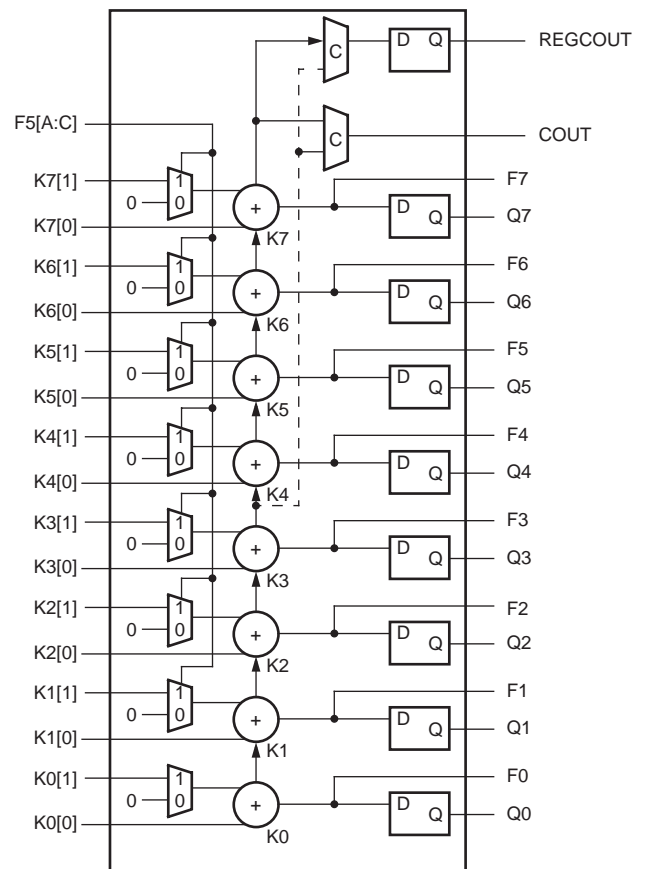 D Q REGCOUT
C
F5[A:C]
C COUT
K7[1] 1 F7
0 0 + D Q Q7
K7[0] K7
K6[1] 1 F6
0 0 + D Q Q6
K6[0] K6
K5[1] 1 F5
0 0 + D Q Q5
K5[0] K5
K4[1] 1 F4
0 0 + D Q Q4
K4[0] K4
K3[1] 1 F3
0 0 + D Q Q3
K3[0] K3
K2[1] 1 F2
0 0 + D Q Q2
K2[0] K2
K1[1] 1 F1
0 0 + D Q Q1
K1[0] K1
K0[1] 1 F0
0 0 + D Q Q0
K0[0] K0